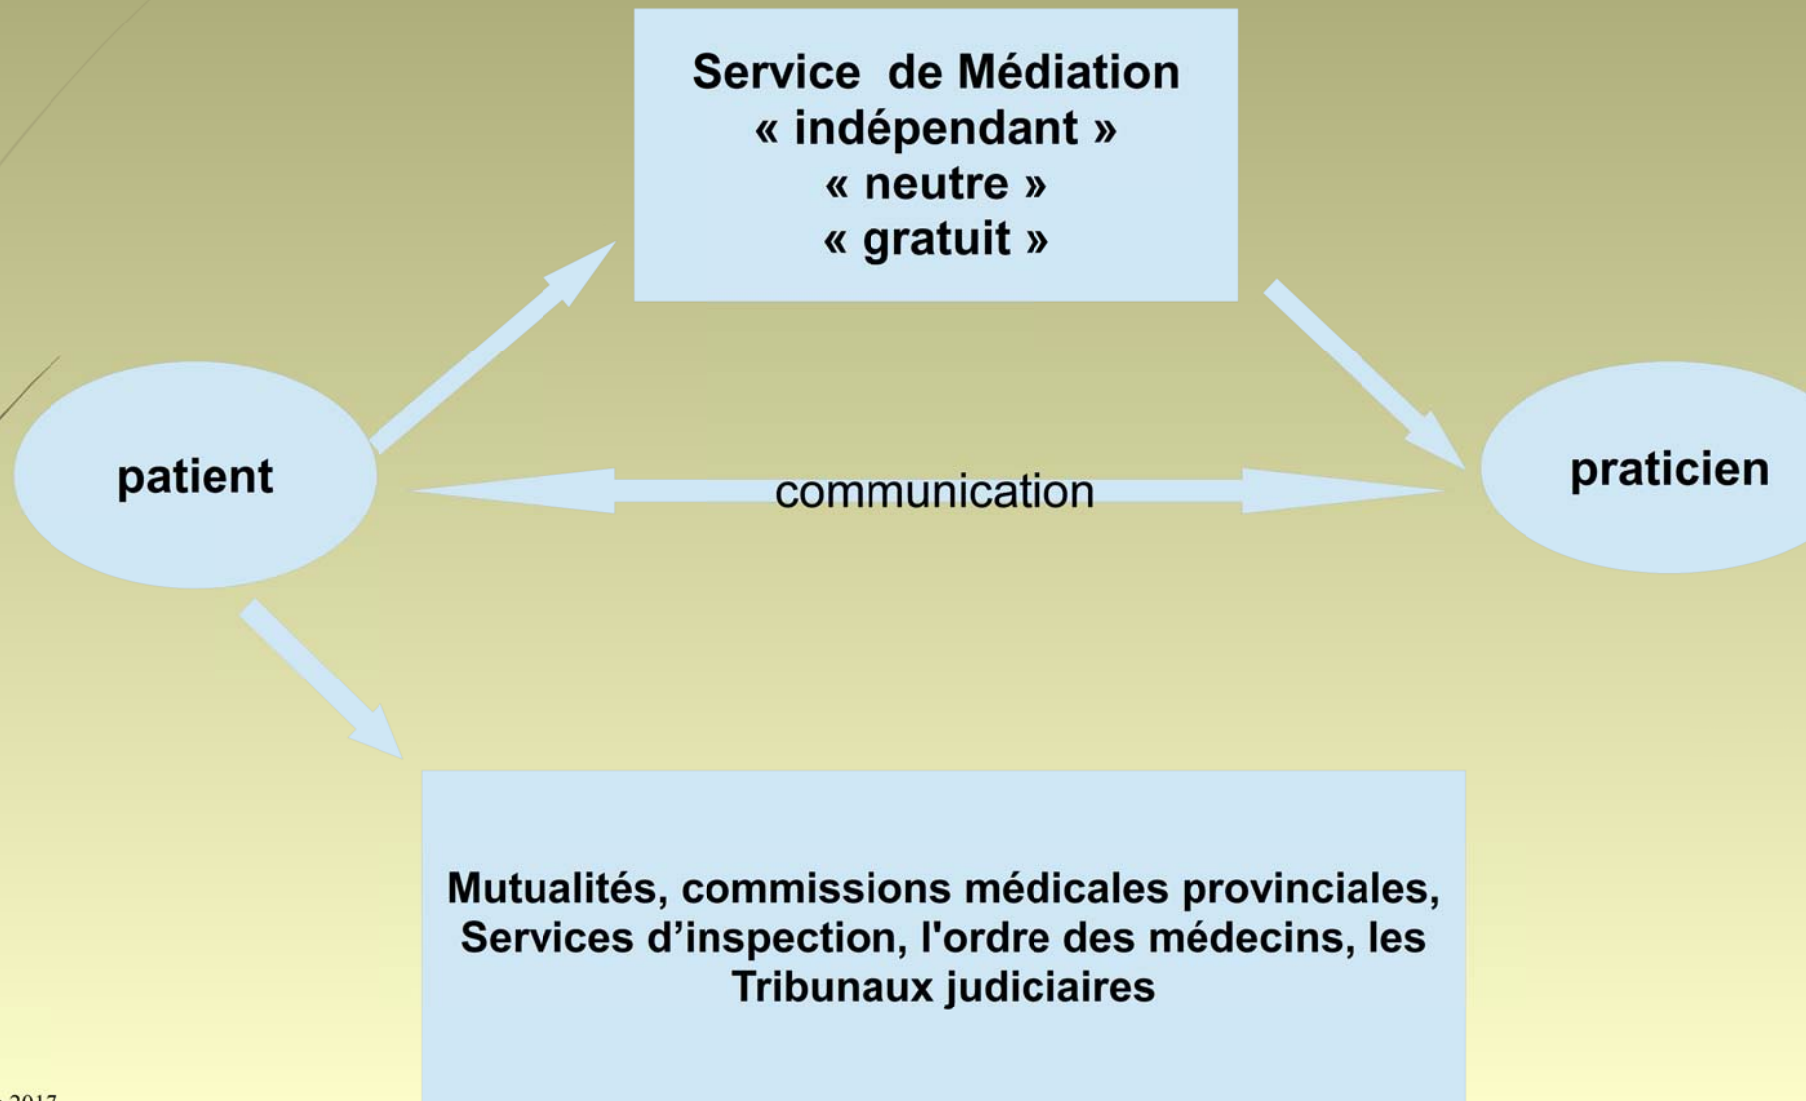 Service de Médiation
« indépendant »
« neutre »
« gratuit »
patient
communication
praticien
Mutualités, commissions médicales provinciales,
Services d’inspection, l'ordre des médecins, les
Tribunaux judiciaires
2017